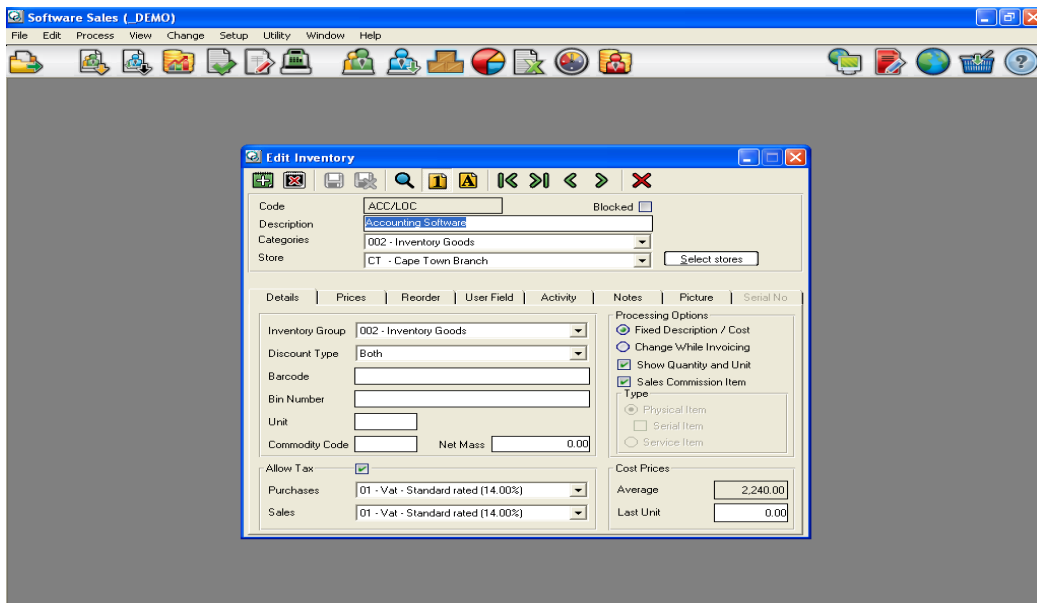 Software Sales (_DEMO)
File Edit Process View Change Setup Utility Window Help
Edit Inventory
1 A
Code ACC/LOC Blocked
Description Accounting Software
Categories 002 - Inventory Goods
Store CT - Cape Town Branch Select stores
Details Prices Reorder User Field Activity Notes Picture Serial No
Processing Options
Inventory Group 002 - Inventory Goods Fixed Description / Cost
Discount Type Both Change While Invoicing
Barcode Show Quantity and Unit
Bin Number Sales Commission Item
Type
Unit Physical Item
Serial Item
Commodity Code Net Mass 0.00 Service Item
Allow Tax Cost Prices
Purchases 01 - Vat - Standard rated (14.00%) Average 2,240.00
Sales 01 - Vat - Standard rated (14.00%) Last Unit 0.00